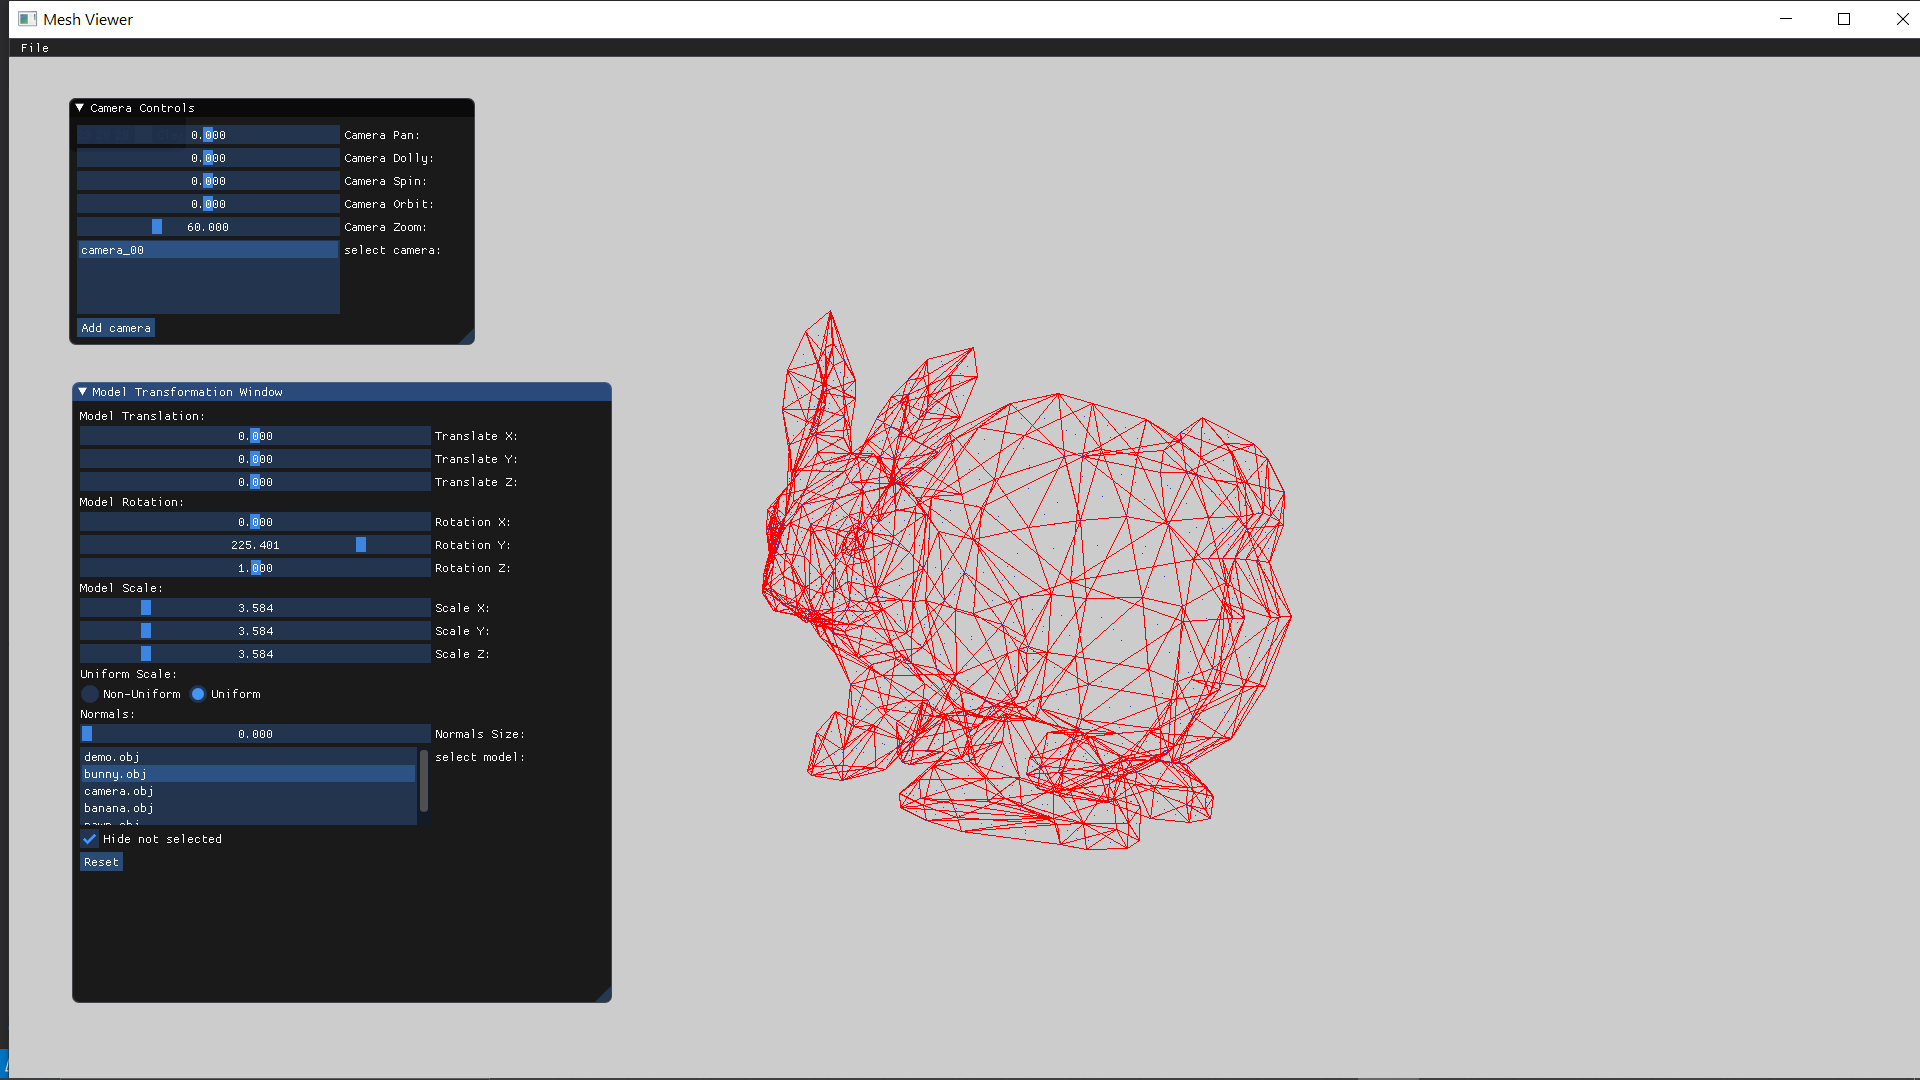 Mesh Viewer
File
Camera Controls
0.000 Camera Pan:
0.000 Camera Dolly:
0.000 Camera Spin:
0.000 Camera Orbit:
60.000 Camera Zoom:
camera_00 select camera:
Add camera
Model Transformation Window
Model Translation:
0.000 Translate X:
0.000 Translate Y:
0.000 Translate Z:
Model Rotation:
0.000 Rotation X:
225.401 Rotation Y:
1.000 Rotation Z:
Model Scale:
3.584 Scale X:
3.584 Scale Y:
3.584 Scale Z:
Uniform Scale:
Non-Uniform Uniform
Normals:
0.000 Normals Size:
demo.obj select model:
bunny.obj
camera.obj
banana.obj
Hide not selected
Reset